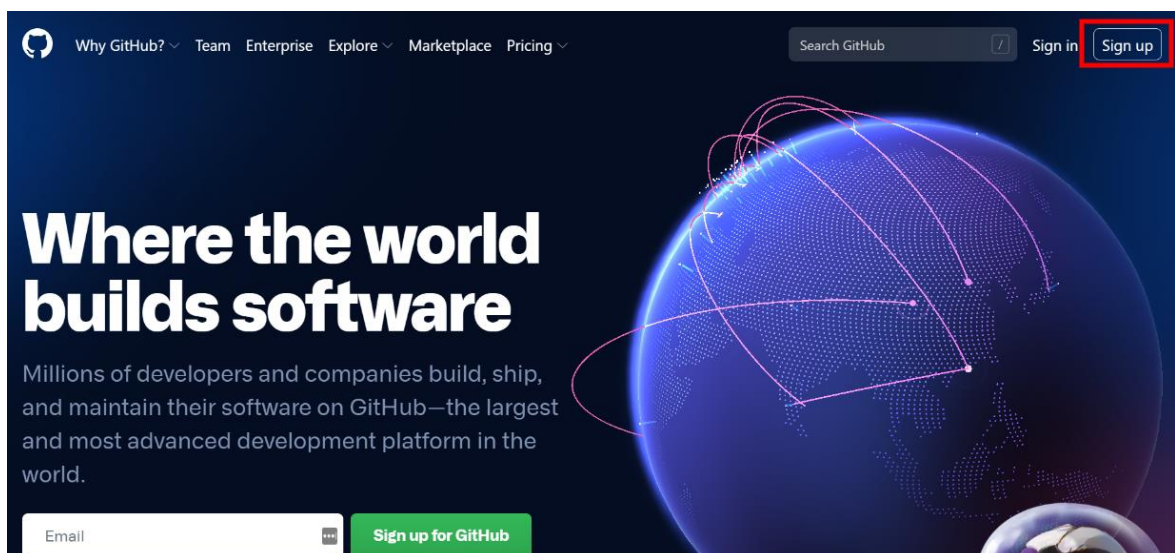 Why GitHub? Team Enterprise Explore Marketplace Pricing Search GitHub / Sign in Sign up
Where the world
builds software
Millions of developers and companies build, ship,
and maintain their software on GitHub—the largest
and most advanced development platform in the
world.
Email Sign up for GitHub